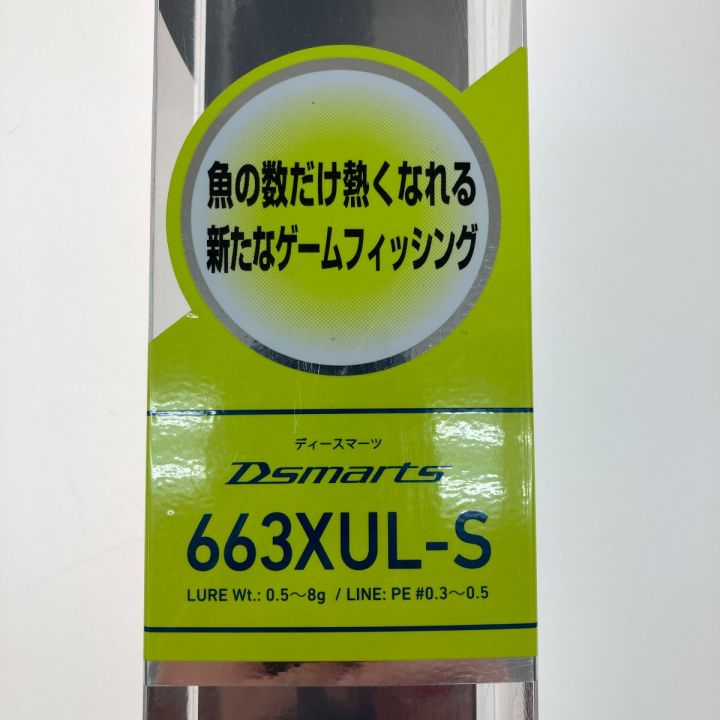 魚の数だけ熱くなれる
新たなゲームフィッシング
ディースマーツ
Dsmarts
663XUL-S
LURE Wt.: 0.5〜8g / LINE: PE #0.3〜0.5